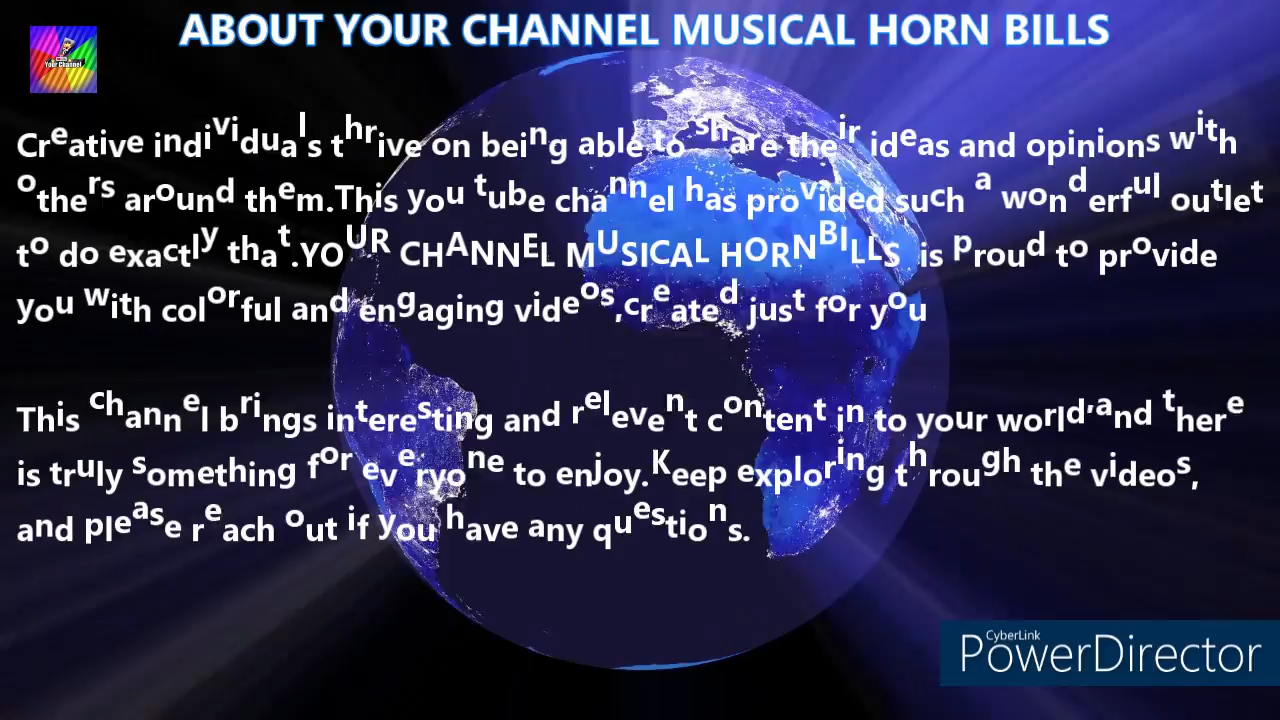 ABOUT YOUR CHANNEL MUSICAL HORN BILLS
Your Channel
Creative individuals thrive on being able to share their ideas and opinions with
others around them.This you tube channel has provided such a wonderful outlet
to do exactly that.YOUR CHANNEL MUSICAL HORNBILLS is proud to provide
you with colorful and engaging videos,created just for you
This channel brings interesting and relevent content in to your world,and there
is truly something for everyone to enjoy.Keep exploring through the videos,
and please reach out if you have any questions.
CyberLink
PowerDirector